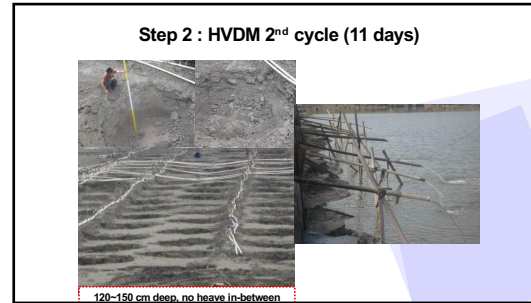 Step 2 : HVDM 2nd cycle (11 days)
120~150 cm deep, no heave in-between